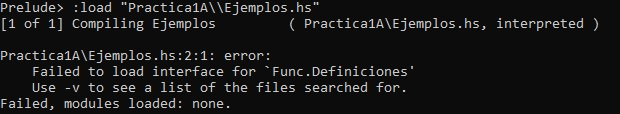 Prelude> :load "Practica1A\\Ejemplos.hs"
[1 of 1] Compiling Ejemplos         ( Practica1A\Ejemplos.hs, interpreted )

Practica1A\Ejemplos.hs:2:1: error:
    Failed to load interface for `Func.Definiciones'
    Use -v to see a list of the files searched for.
Failed, modules loaded: none.